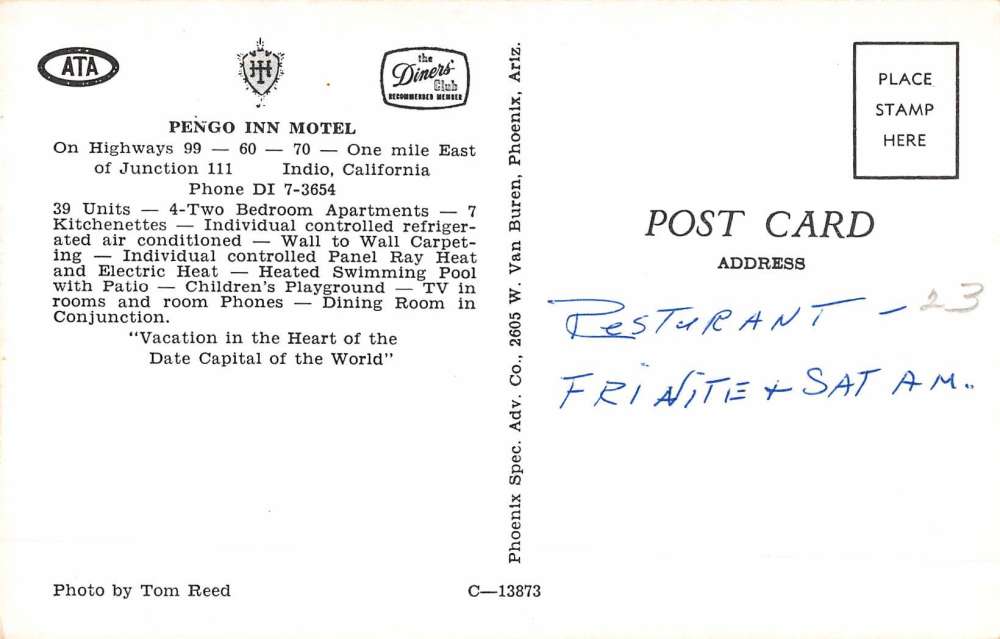 ATA
HI
the
Diners'
Club
RECOMMENDED MEMBER
PENGO INN MOTEL
On Highways 99 — 60 — 70 — One mile East
of Junction 111 Indio, California
Phone DI 7-3654
39 Units — 4-Two Bedroom Apartments — 7
Kitchenettes — Individual controlled refriger-
ated air conditioned — Wall to Wall Carpet-
ing — Individual controlled Panel Ray Heat
and Electric Heat — Heated Swimming Pool
with Patio — Children's Playground — TV in
rooms and room Phones — Dining Room in
Conjunction.
"Vacation in the Heart of the
Date Capital of the World"
Photo by Tom Reed
C—13873
Phoenix Spec. Adv. Co., 2605 W. Van Buren, Phoenix, Ariz.
PLACE
STAMP
HERE
POST CARD
ADDRESS
RESTURANT — 23
FRI NITE + SAT AM..